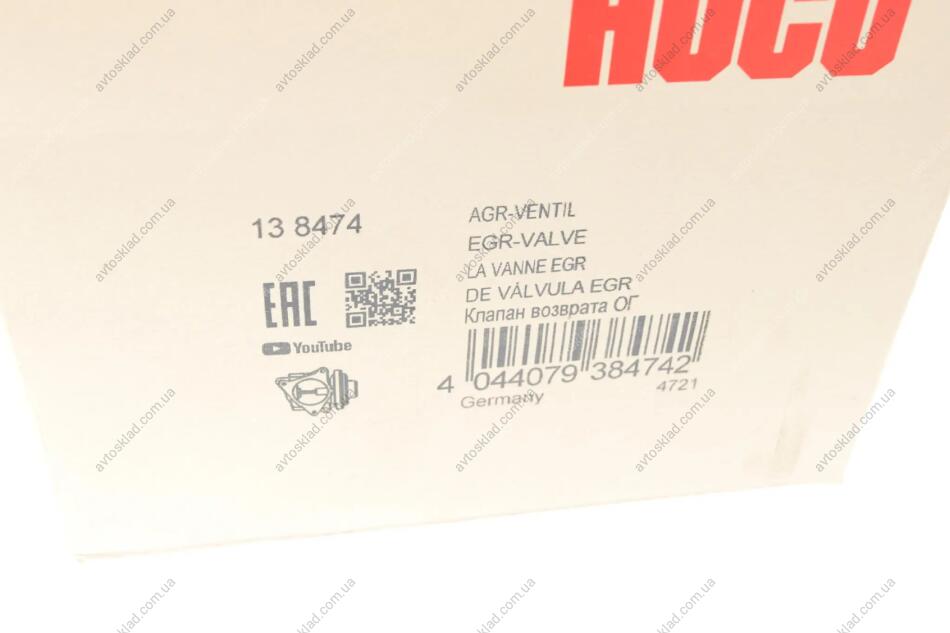 HUCO
13 8474
AGR-VENTIL
EGR-VALVE
LA VANNE EGR
DE VÁLVULA EGR
Клапан возврата ОГ
EAC
YouTube
4 044079 384742
4721
Germany
avtosklad.com.ua